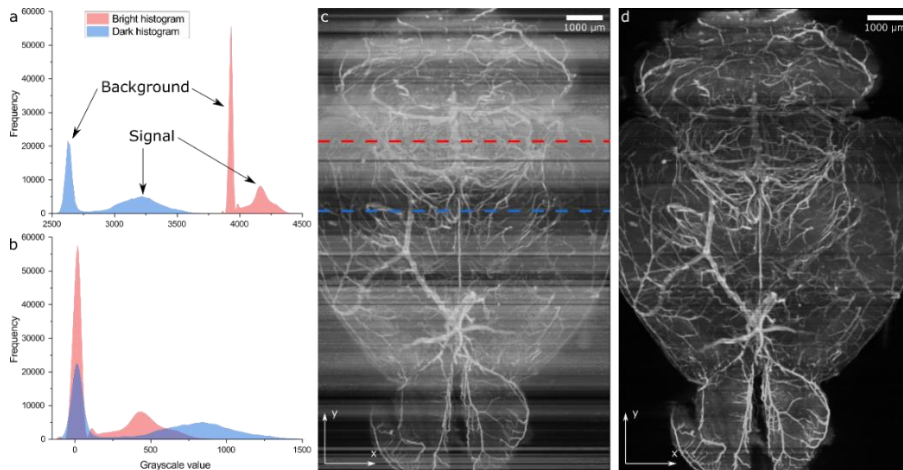 a
Bright histogram
Dark histogram
60000
50000
40000
30000
20000
10000
0
Frequency
Background
Signal
2500
3000
3500
4000
4500
b
60000
50000
40000
30000
20000
10000
0
Frequency
0
500
1000
1500
Grayscale value
c
1000 µm
y
x
d
1000 µm
y
x